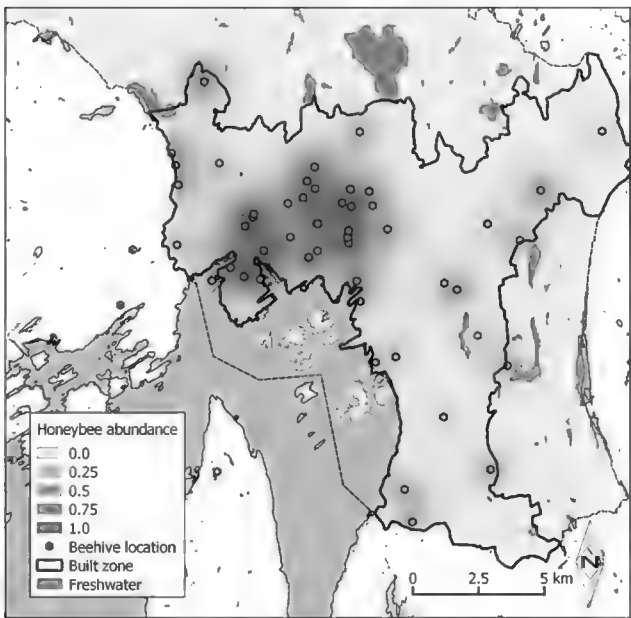 Honeybee abundance
0.0
0.25
0.5
0.75
1.0
Beehive location
Built zone
Freshwater
0 2.5 5 km
N